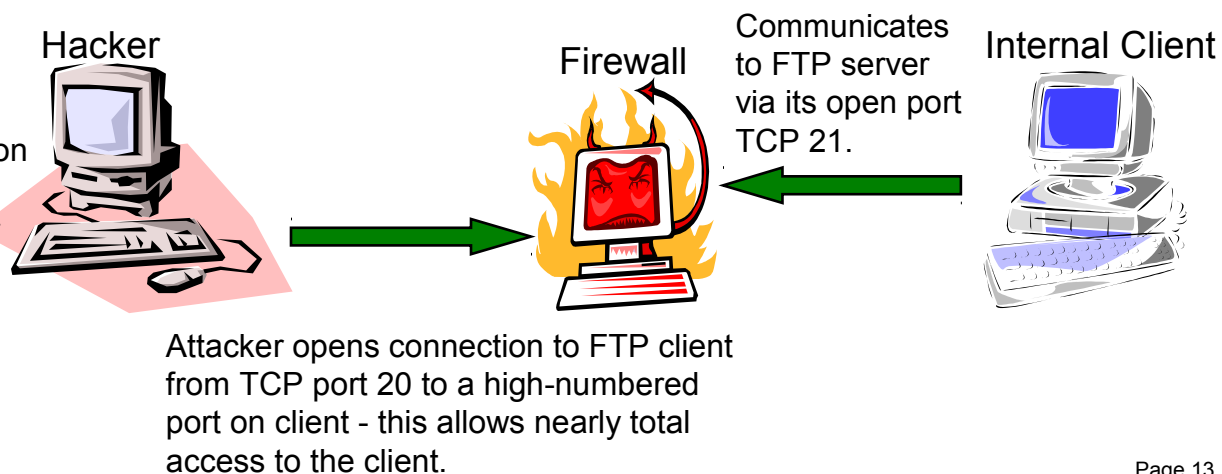 Hacker
on
Firewall
Communicates
to FTP server
via its open port
TCP 21.
Internal Client
Attacker opens connection to FTP client
from TCP port 20 to a high-numbered
port on client - this allows nearly total
access to the client.
Page 13